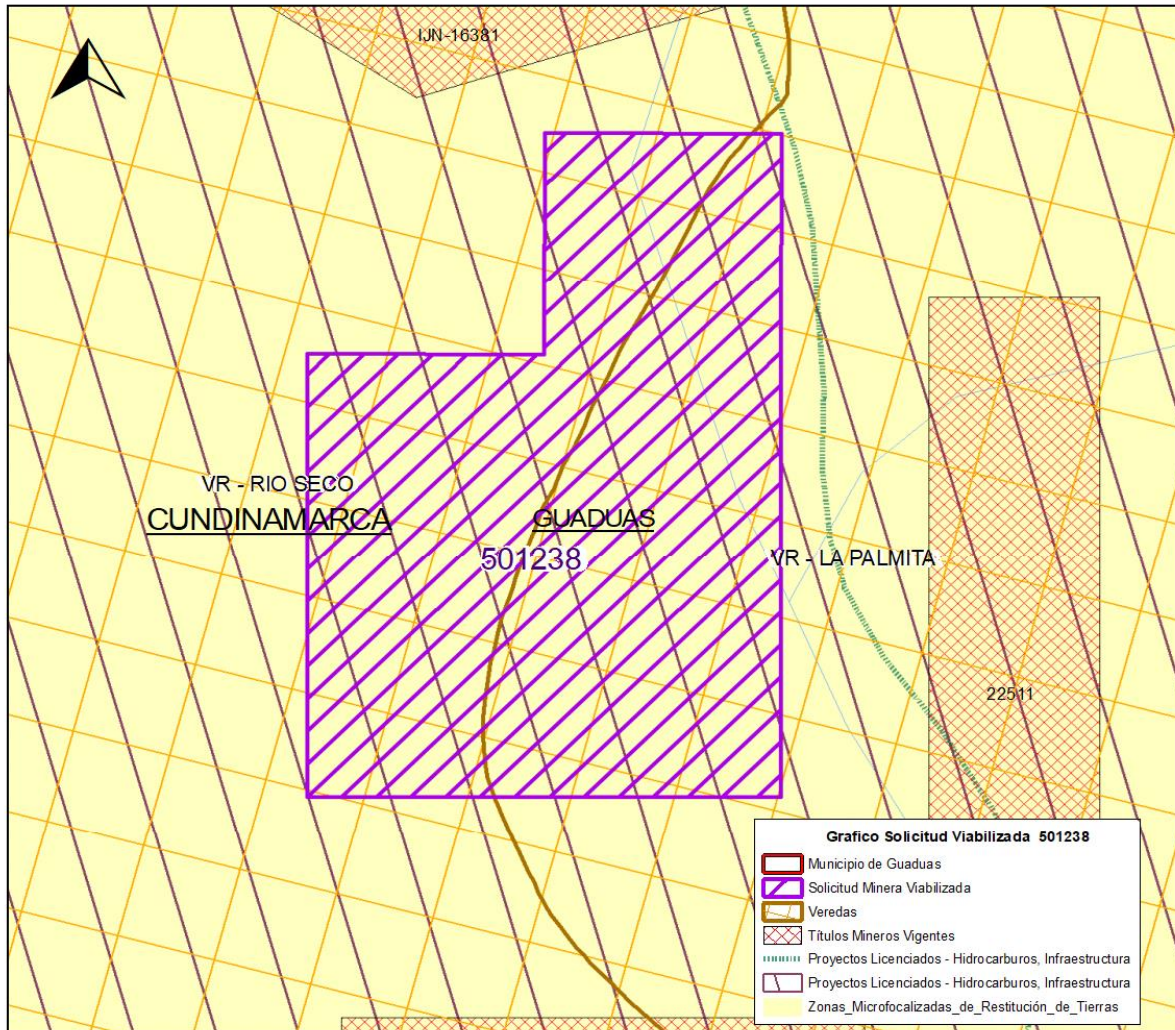 IJN-16381
VR - RIO SECO
CUNDINAMARCA
GUADUAS
501238
VR - LA PALMITA
22511
Grafico Solicitud Viabilizada 501238
Municipio de Guaduas
Solicitud Minera Viabilizada
Veredas
Títulos Mineros Vigentes
Proyectos Licenciados - Hidrocarburos, Infraestructura
Proyectos Licenciados - Hidrocarburos, Infraestructura
Zonas_Microfocalizadas_de_Restitución_de_Tierras